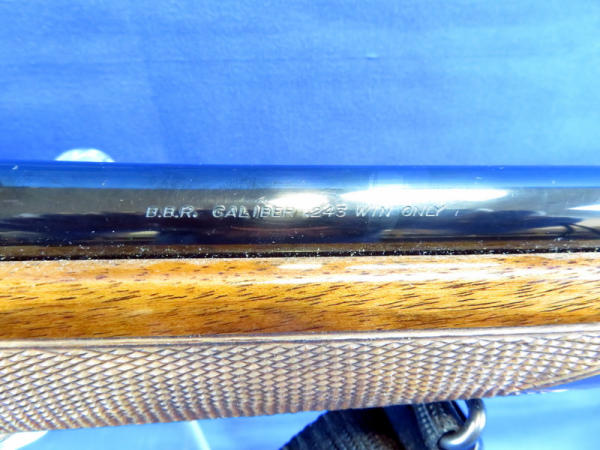 B.B.R. CALIBER .243 WIN ONLY